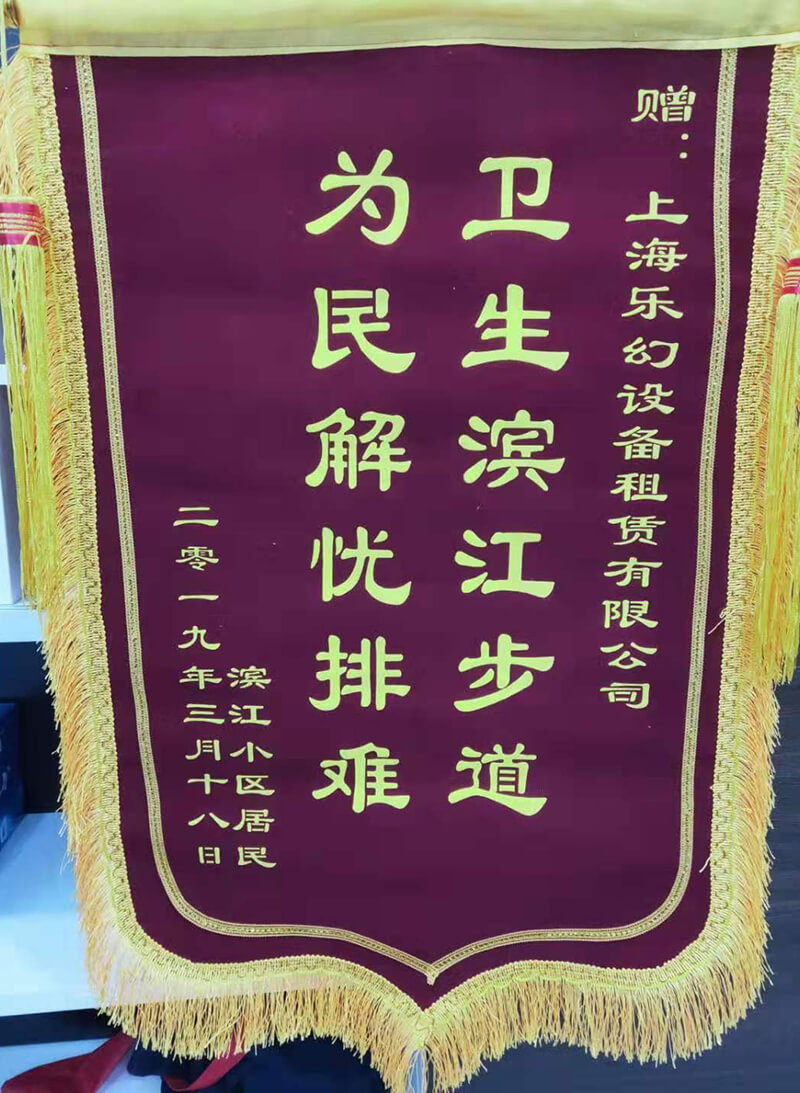 赠：上海乐幻设备租赁有限公司
卫生滨江步道
为民解忧排难
滨江小区居民
二零一九年三月十八日